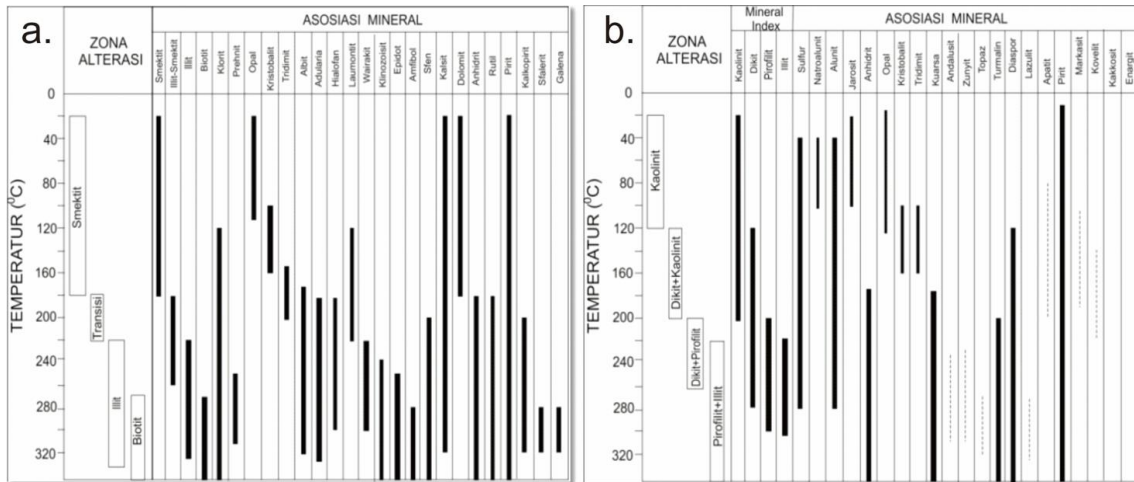 a.
ZONA
ALTERASI
ASOSIASI MINERAL
Smektit
Illit-Smektit
Illit
Biotit
Klorit
Prehnit
Opal
Kristobalit
Tridimit
Albit
Adularia
Hialofan
Laumontit
Wairakit
Klinozoisit
Epidot
Amfibol
Sfen
Kalsit
Dolomit
Anhidrit
Rutil
Pirit
Kalkopirit
Sfalerit
Galena
TEMPERATUR (⁰C)
0
40
80
120
160
200
240
280
320
Smektit
Transisi
Illit
Biotit
b.
ZONA
ALTERASI
Mineral
Index
ASOSIASI MINERAL
Kaolinit
Dikit
Pirofilit
Illit
Sulfur
Natroalunit
Alunit
Jarosit
Anhidrit
Opal
Kristobalit
Tridimit
Kuarsa
Andalusit
Zunyit
Topaz
Turmalin
Diaspor
Lazulit
Apatit
Pirit
Markasit
Kovelit
Kakkosit
Energit
TEMPERATUR (⁰C)
0
40
80
120
160
200
240
280
320
Kaolinit
Dikit+Kaolinit
Dikit+Pirofilit
Pirofilit+Illit